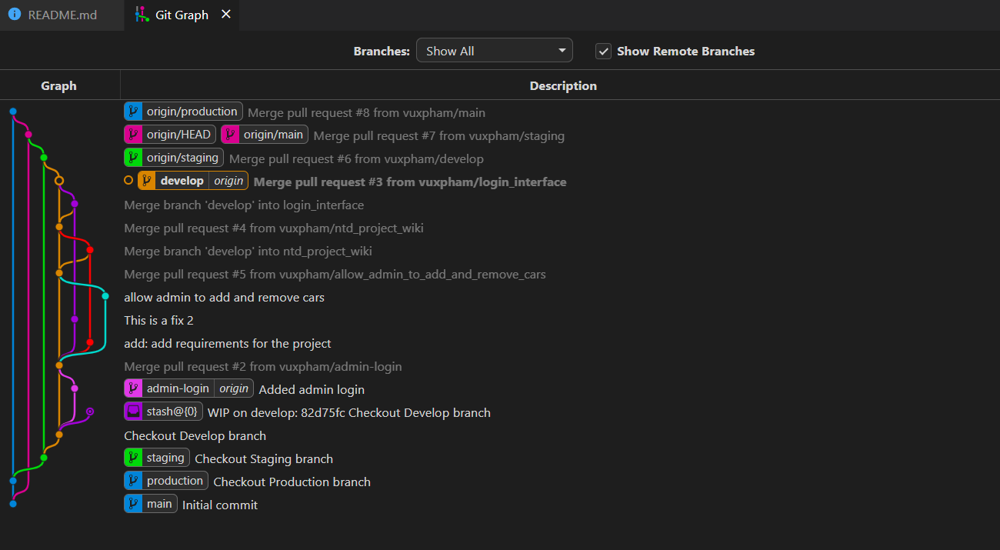 README.md Git Graph
Branches: Show All Show Remote Branches
Graph Description
origin/production Merge pull request #8 from vuxpham/main
origin/HEAD origin/main Merge pull request #7 from vuxpham/staging
origin/staging Merge pull request #6 from vuxpham/develop
develop origin Merge pull request #3 from vuxpham/login_interface
Merge branch 'develop' into login_interface
Merge pull request #4 from vuxpham/ntd_project_wiki
Merge branch 'develop' into ntd_project_wiki
Merge pull request #5 from vuxpham/allow_admin_to_add_and_remove_cars
allow admin to add and remove cars
This is a fix 2
add: add requirements for the project
Merge pull request #2 from vuxpham/admin-login
admin-login origin Added admin login
stash@{0} WIP on develop: 82d75fc Checkout Develop branch
Checkout Develop branch
staging Checkout Staging branch
production Checkout Production branch
main Initial commit